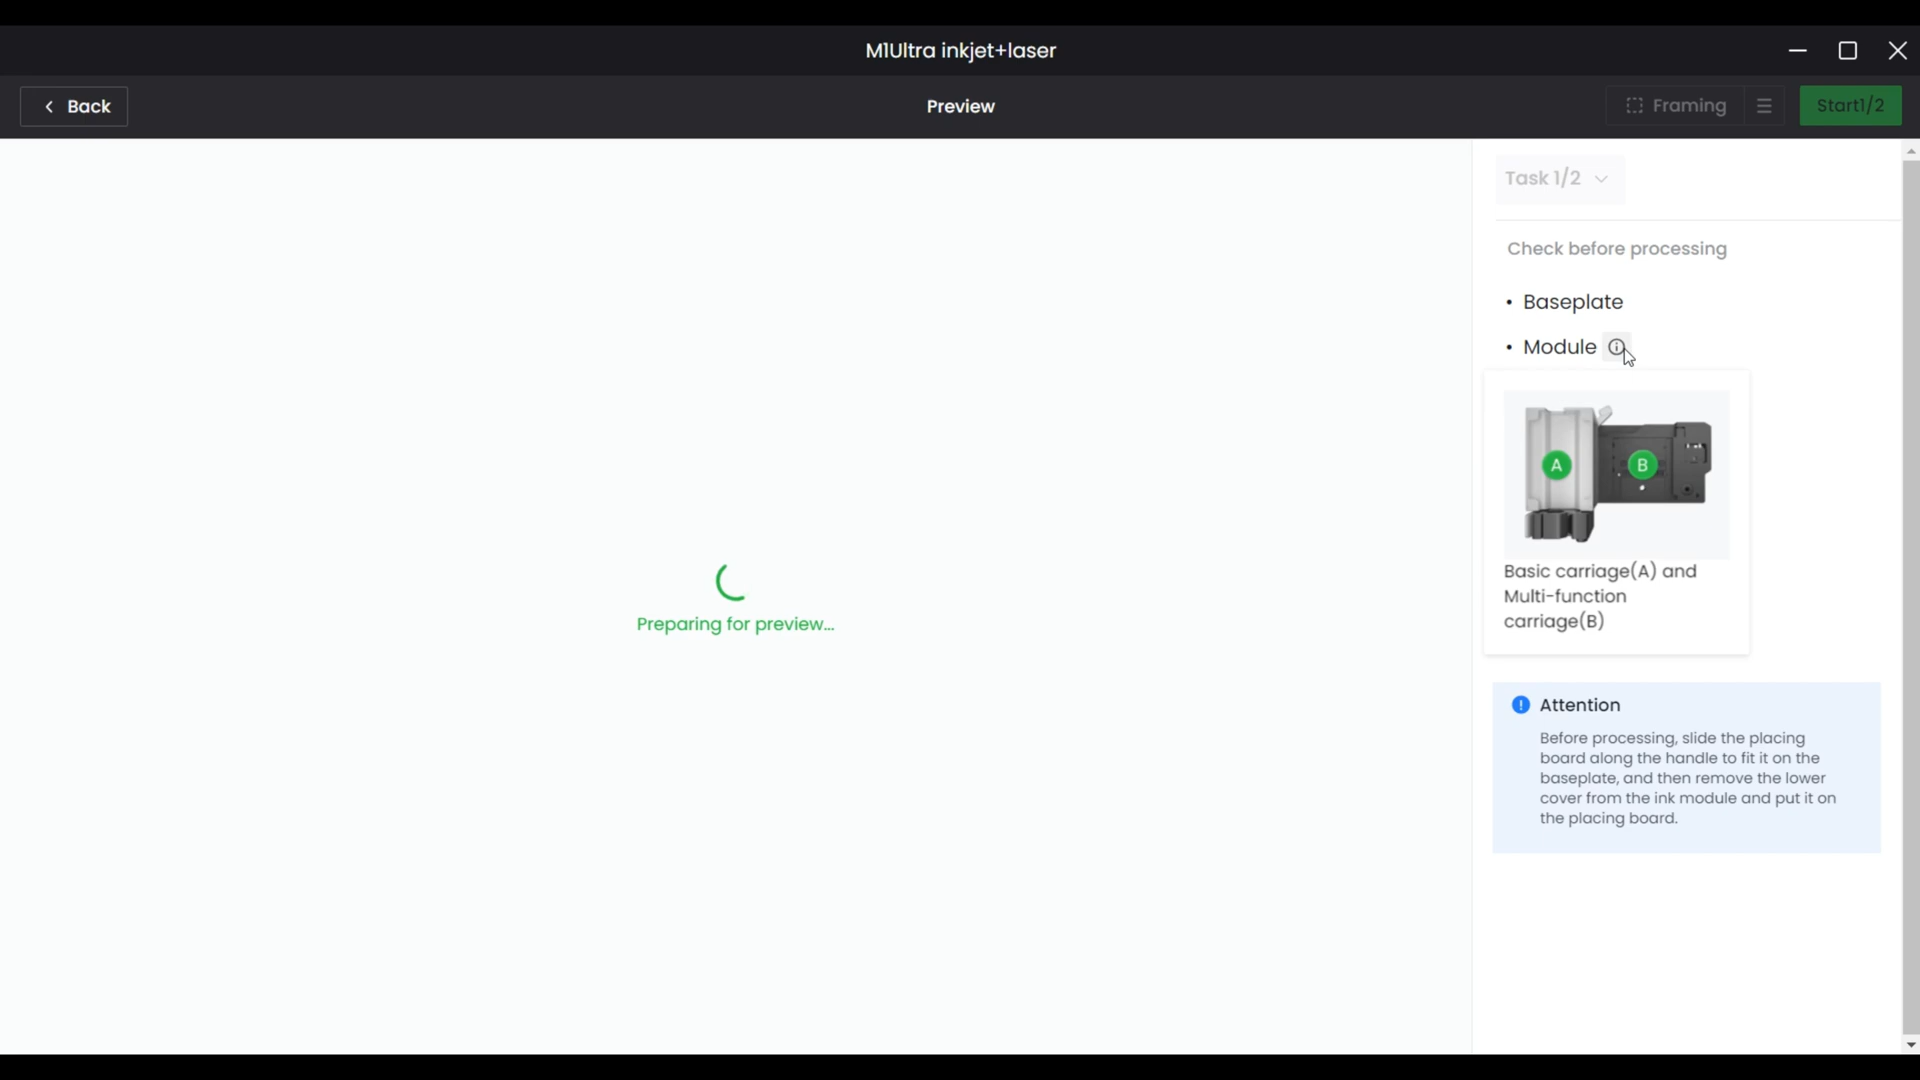 M1Ultra inkjet+laser
Back
Preview
Framing
Start1/2
Task 1/2
Check before processing
• Baseplate
• Module
A
B
Basic carriage(A) and
Multi-function
carriage(B)
Preparing for preview...
Attention
Before processing, slide the placing
board along the handle to fit it on the
baseplate, and then remove the lower
cover from the ink module and put it on
the placing board.